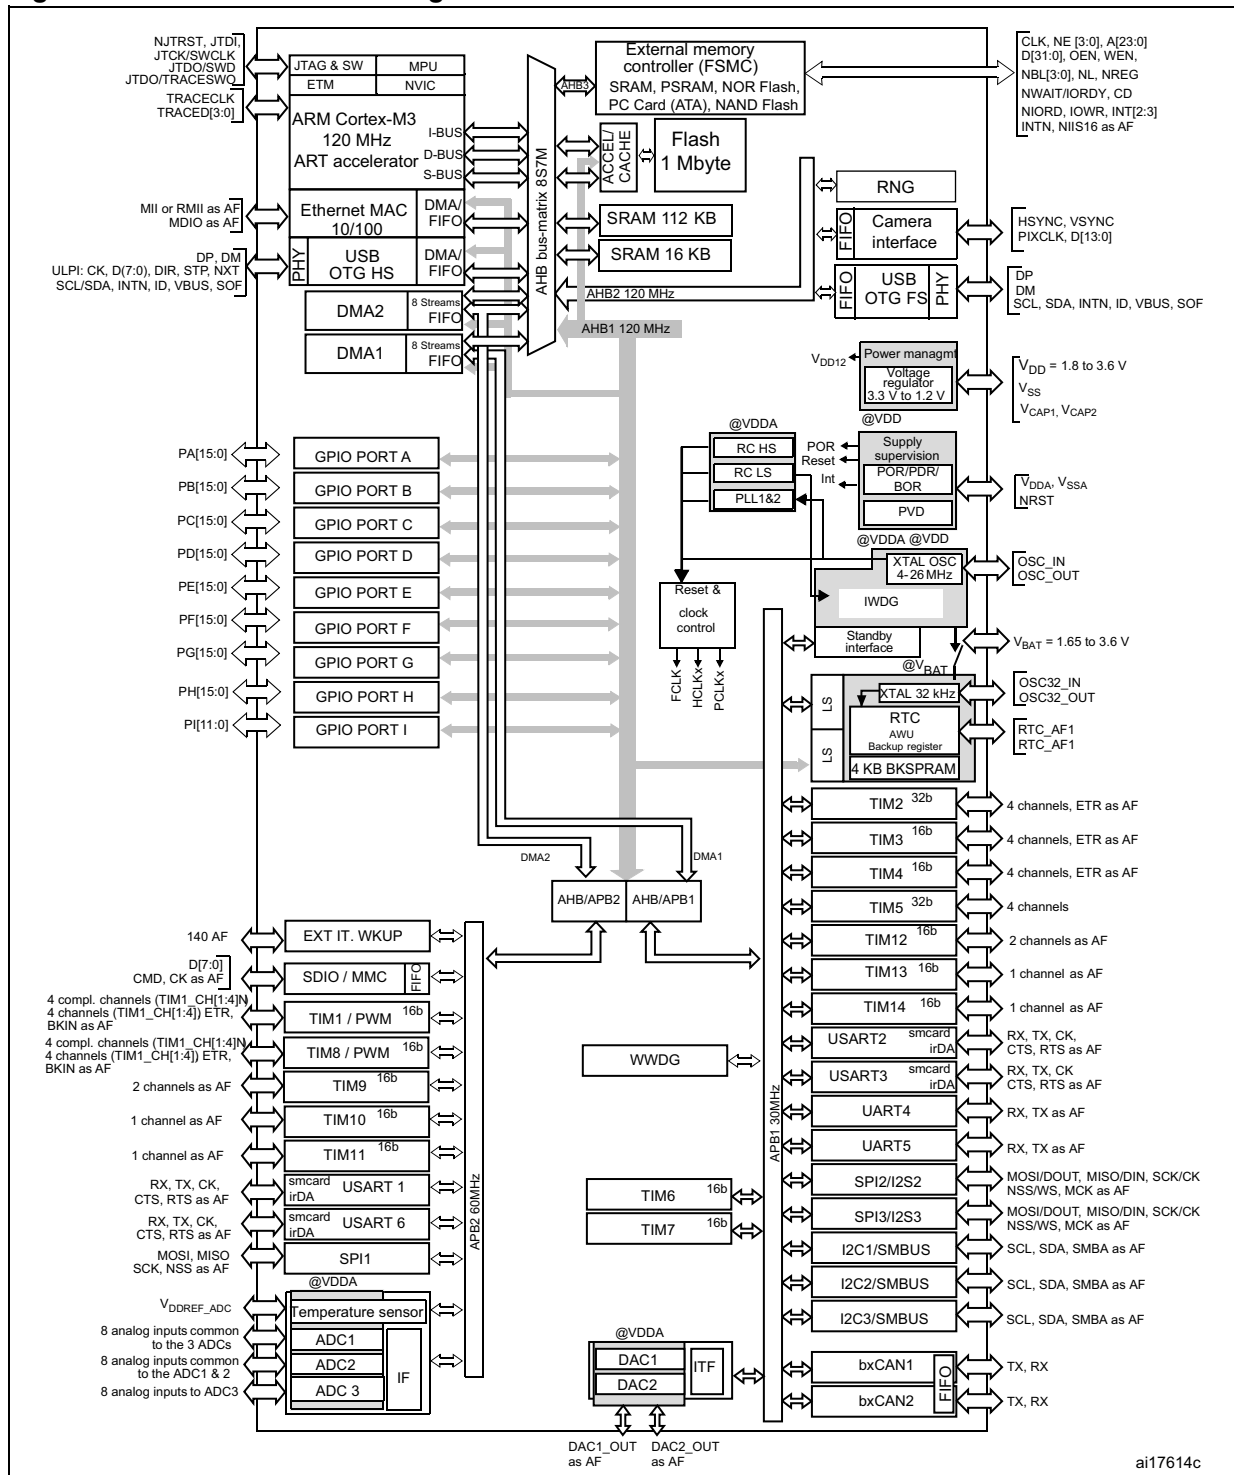 NJTRST, JTDI,
JTCK/SWCLK
JTDO/SWD
JTDO/TRACESWO
TRACECLK
TRACED[3:0]
JTAG & SW
MPU
ETM
NVIC
ARM Cortex-M3
120 MHz
ART accelerator
I-BUS
D-BUS
S-BUS
MII or RMII as AF
MDIO as AF
Ethernet MAC
10/100
DMA/
FIFO
DP, DM
ULPI: CK, D(7:0), DIR, STP, NXT
SCL/SDA, INTN, ID, VBUS, SOF
PHY
USB
OTG HS
DMA/
FIFO
DMA2
8 Streams
FIFO
DMA1
8 Streams
FIFO
AHB bus-matrix 8S7M
AHB3
External memory
controller (FSMC)
SRAM, PSRAM, NOR Flash,
PC Card (ATA), NAND Flash
CLK, NE [3:0], A[23:0]
D[31:0], OEN, WEN,
NBL[3:0], NL, NREG
NWAIT/IORDY, CD
NIORD, IOWR, INT[2:3]
INTN, NIIS16 as AF
ACCEL/
CACHE
Flash
1 Mbyte
SRAM 112 KB
SRAM 16 KB
AHB2 120 MHz
AHB1 120 MHz
RNG
FIFO
Camera
interface
HSYNC, VSYNC
PIXCLK, D[13:0]
FIFO
USB
OTG FS
PHY
DP
DM
SCL, SDA, INTN, ID, VBUS, SOF
VDD12
Power managmt
Voltage
regulator
3.3 V to 1.2 V
@VDD
VDD = 1.8 to 3.6 V
VSS
VCAP1, VCAP2
@VDDA
RC HS
RC LS
PLL1&2
POR
Reset
Int
Supply
supervision
POR/PDR/
BOR
PVD
VDDA, VSSA
NRST
@VDDA @VDD
XTAL OSC
4-26 MHz
OSC_IN
OSC_OUT
IWDG
Reset &
clock
control
FCLK
HCLKx
PCLKx
Standby
interface
VBAT = 1.65 to 3.6 V
@VBAT
LS
LS
XTAL 32 kHz
OSC32_IN
OSC32_OUT
RTC
AWU
Backup register
RTC_AF1
RTC_AF1
4 KB BKSPRAM
PA[15:0]
GPIO PORT A
PB[15:0]
GPIO PORT B
PC[15:0]
GPIO PORT C
PD[15:0]
GPIO PORT D
PE[15:0]
GPIO PORT E
PF[15:0]
GPIO PORT F
PG[15:0]
GPIO PORT G
PH[15:0]
GPIO PORT H
PI[11:0]
GPIO PORT I
DMA2
DMA1
AHB/APB2
AHB/APB1
140 AF
EXT IT. WKUP
D[7:0]
CMD, CK as AF
SDIO / MMC
FIFO
4 compl. channels (TIM1_CH[1:4]N
4 channels (TIM1_CH[1:4]) ETR,
BKIN as AF
TIM1 / PWM
16b
4 compl. channels (TIM1_CH[1:4]N
4 channels (TIM1_CH[1:4]) ETR,
BKIN as AF
TIM8 / PWM
16b
2 channels as AF
TIM9
16b
1 channel as AF
TIM10
16b
1 channel as AF
TIM11
16b
RX, TX, CK,
CTS, RTS as AF
smcard
irDA
USART 1
RX, TX, CK,
CTS, RTS as AF
smcard
irDA
USART 6
MOSI, MISO
SCK, NSS as AF
SPI1
@VDDA
VDDREF_ADC
Temperature sensor
8 analog inputs common
to the 3 ADCs
ADC1
8 analog inputs common
to the ADC1 & 2
ADC2
8 analog inputs to ADC3
ADC 3
IF
APB2 60MHz
WWDG
TIM6
16b
TIM7
16b
@VDDA
DAC1
DAC2
ITF
DAC1_OUT
as AF
DAC2_OUT
as AF
APB1 30MHz
TIM2
32b
4 channels, ETR as AF
TIM3
16b
4 channels, ETR as AF
TIM4
16b
4 channels, ETR as AF
TIM5
32b
4 channels
TIM12
16b
2 channels as AF
TIM13
16b
1 channel as AF
TIM14
16b
1 channel as AF
USART2
smcard
irDA
RX, TX, CK,
CTS, RTS as AF
USART3
smcard
irDA
RX, TX, CK
CTS, RTS as AF
UART4
RX, TX as AF
UART5
RX, TX as AF
SPI2/I2S2
MOSI/DOUT, MISO/DIN, SCK/CK
NSS/WS, MCK as AF
SPI3/I2S3
MOSI/DOUT, MISO/DIN, SCK/CK
NSS/WS, MCK as AF
I2C1/SMBUS
SCL, SDA, SMBA as AF
I2C2/SMBUS
SCL, SDA, SMBA as AF
I2C3/SMBUS
SCL, SDA, SMBA as AF
bxCAN1
TX, RX
bxCAN2
FIFO
TX, RX
ai17614c